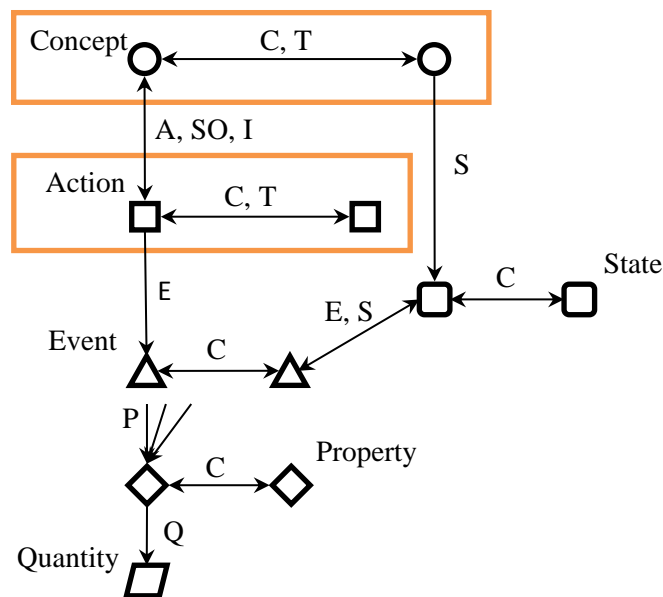 Concept
C, T
A, SO, I
Action
C, T
S
State
C
E
E, S
Event
C
P
Property
C
Q
Quantity